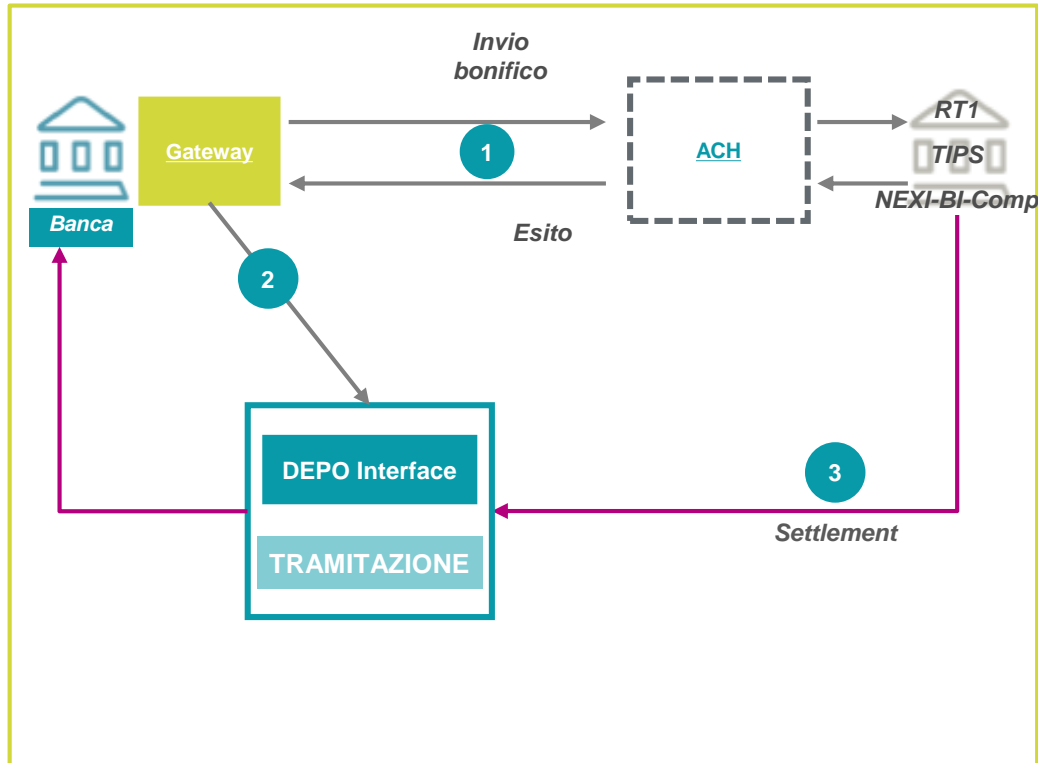 Invio
bonifico
Gateway
1
ACH
RT1
TIPS
NEXI-BI-Comp
Banca
Esito
2
DEPO Interface
3
Settlement
TRAMITAZIONE